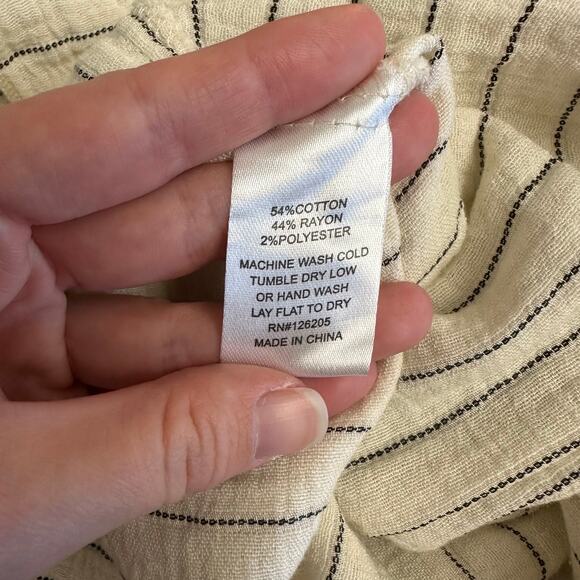 54%COTTON
44% RAYON
2%POLYESTER
MACHINE WASH COLD
TUMBLE DRY LOW
OR HAND WASH
LAY FLAT TO DRY
RN#126205
MADE IN CHINA